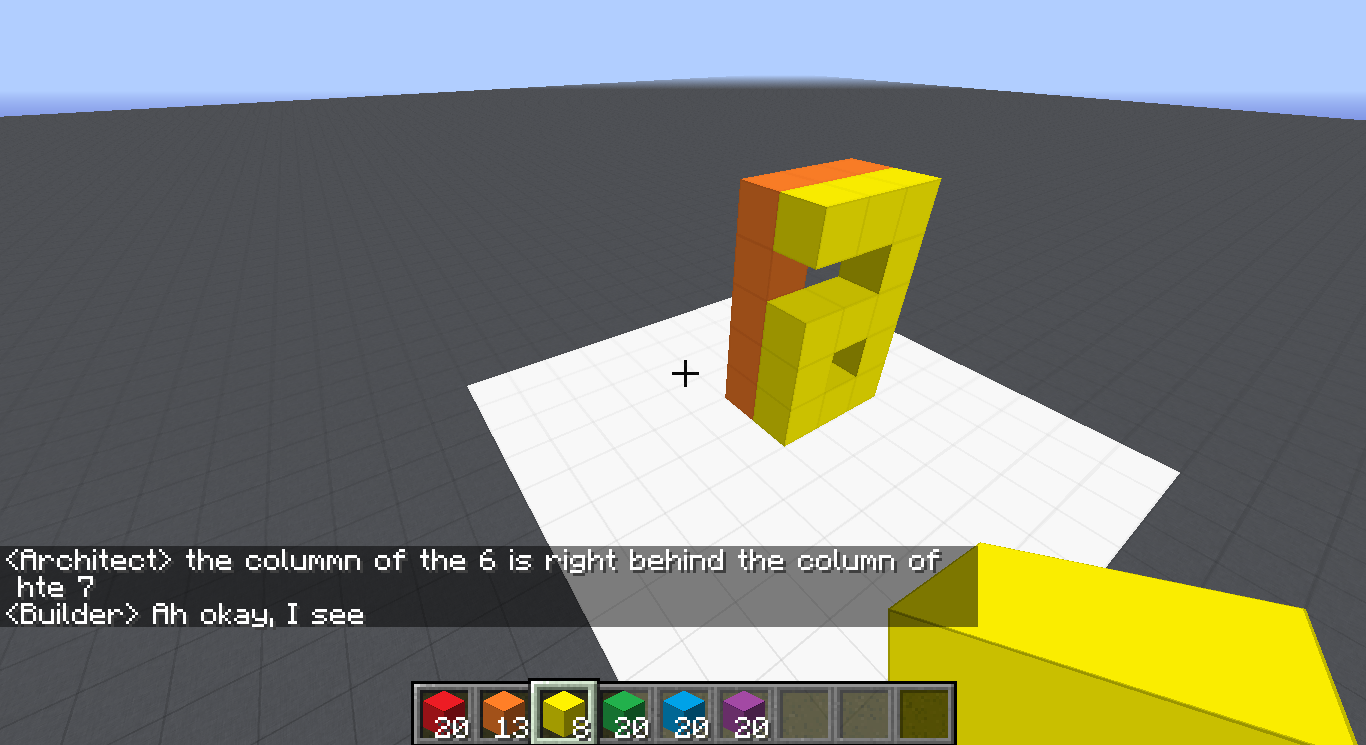 <Architect> the colummn of the 6 is right behind the column of
hte 7
<Builder> Ah okay, I see
20 13 8 20 20 20